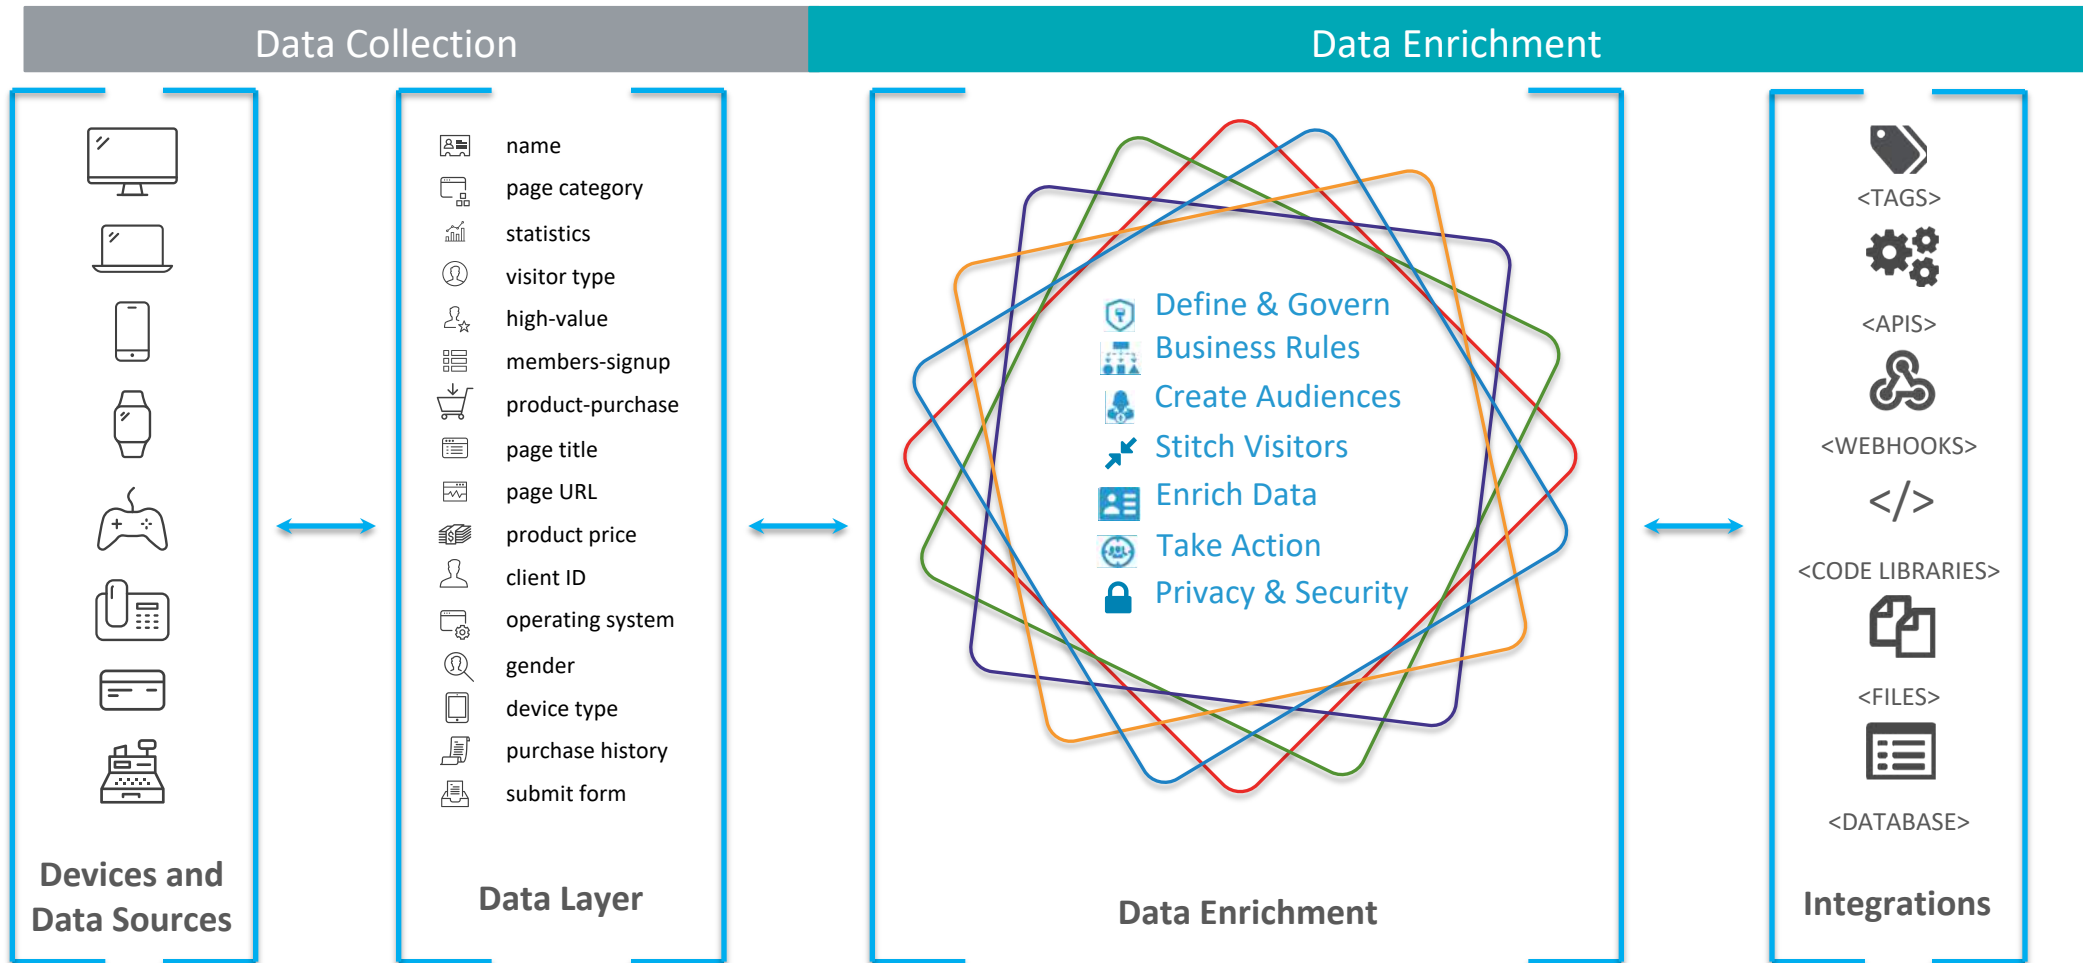 Data Collection
Data Enrichment
Devices and
Data Sources
name
page category
statistics
visitor type
high-value
members-signup
product-purchase
page title
page URL
product price
client ID
operating system
gender
device type
purchase history
submit form
Data Layer
Define & Govern
Business Rules
Create Audiences
Stitch Visitors
Enrich Data
Take Action
Privacy & Security
Data Enrichment
<TAGS>
<APIS>
<WEBHOOKS>
</>
<CODE LIBRARIES>
<FILES>
<DATABASE>
Integrations